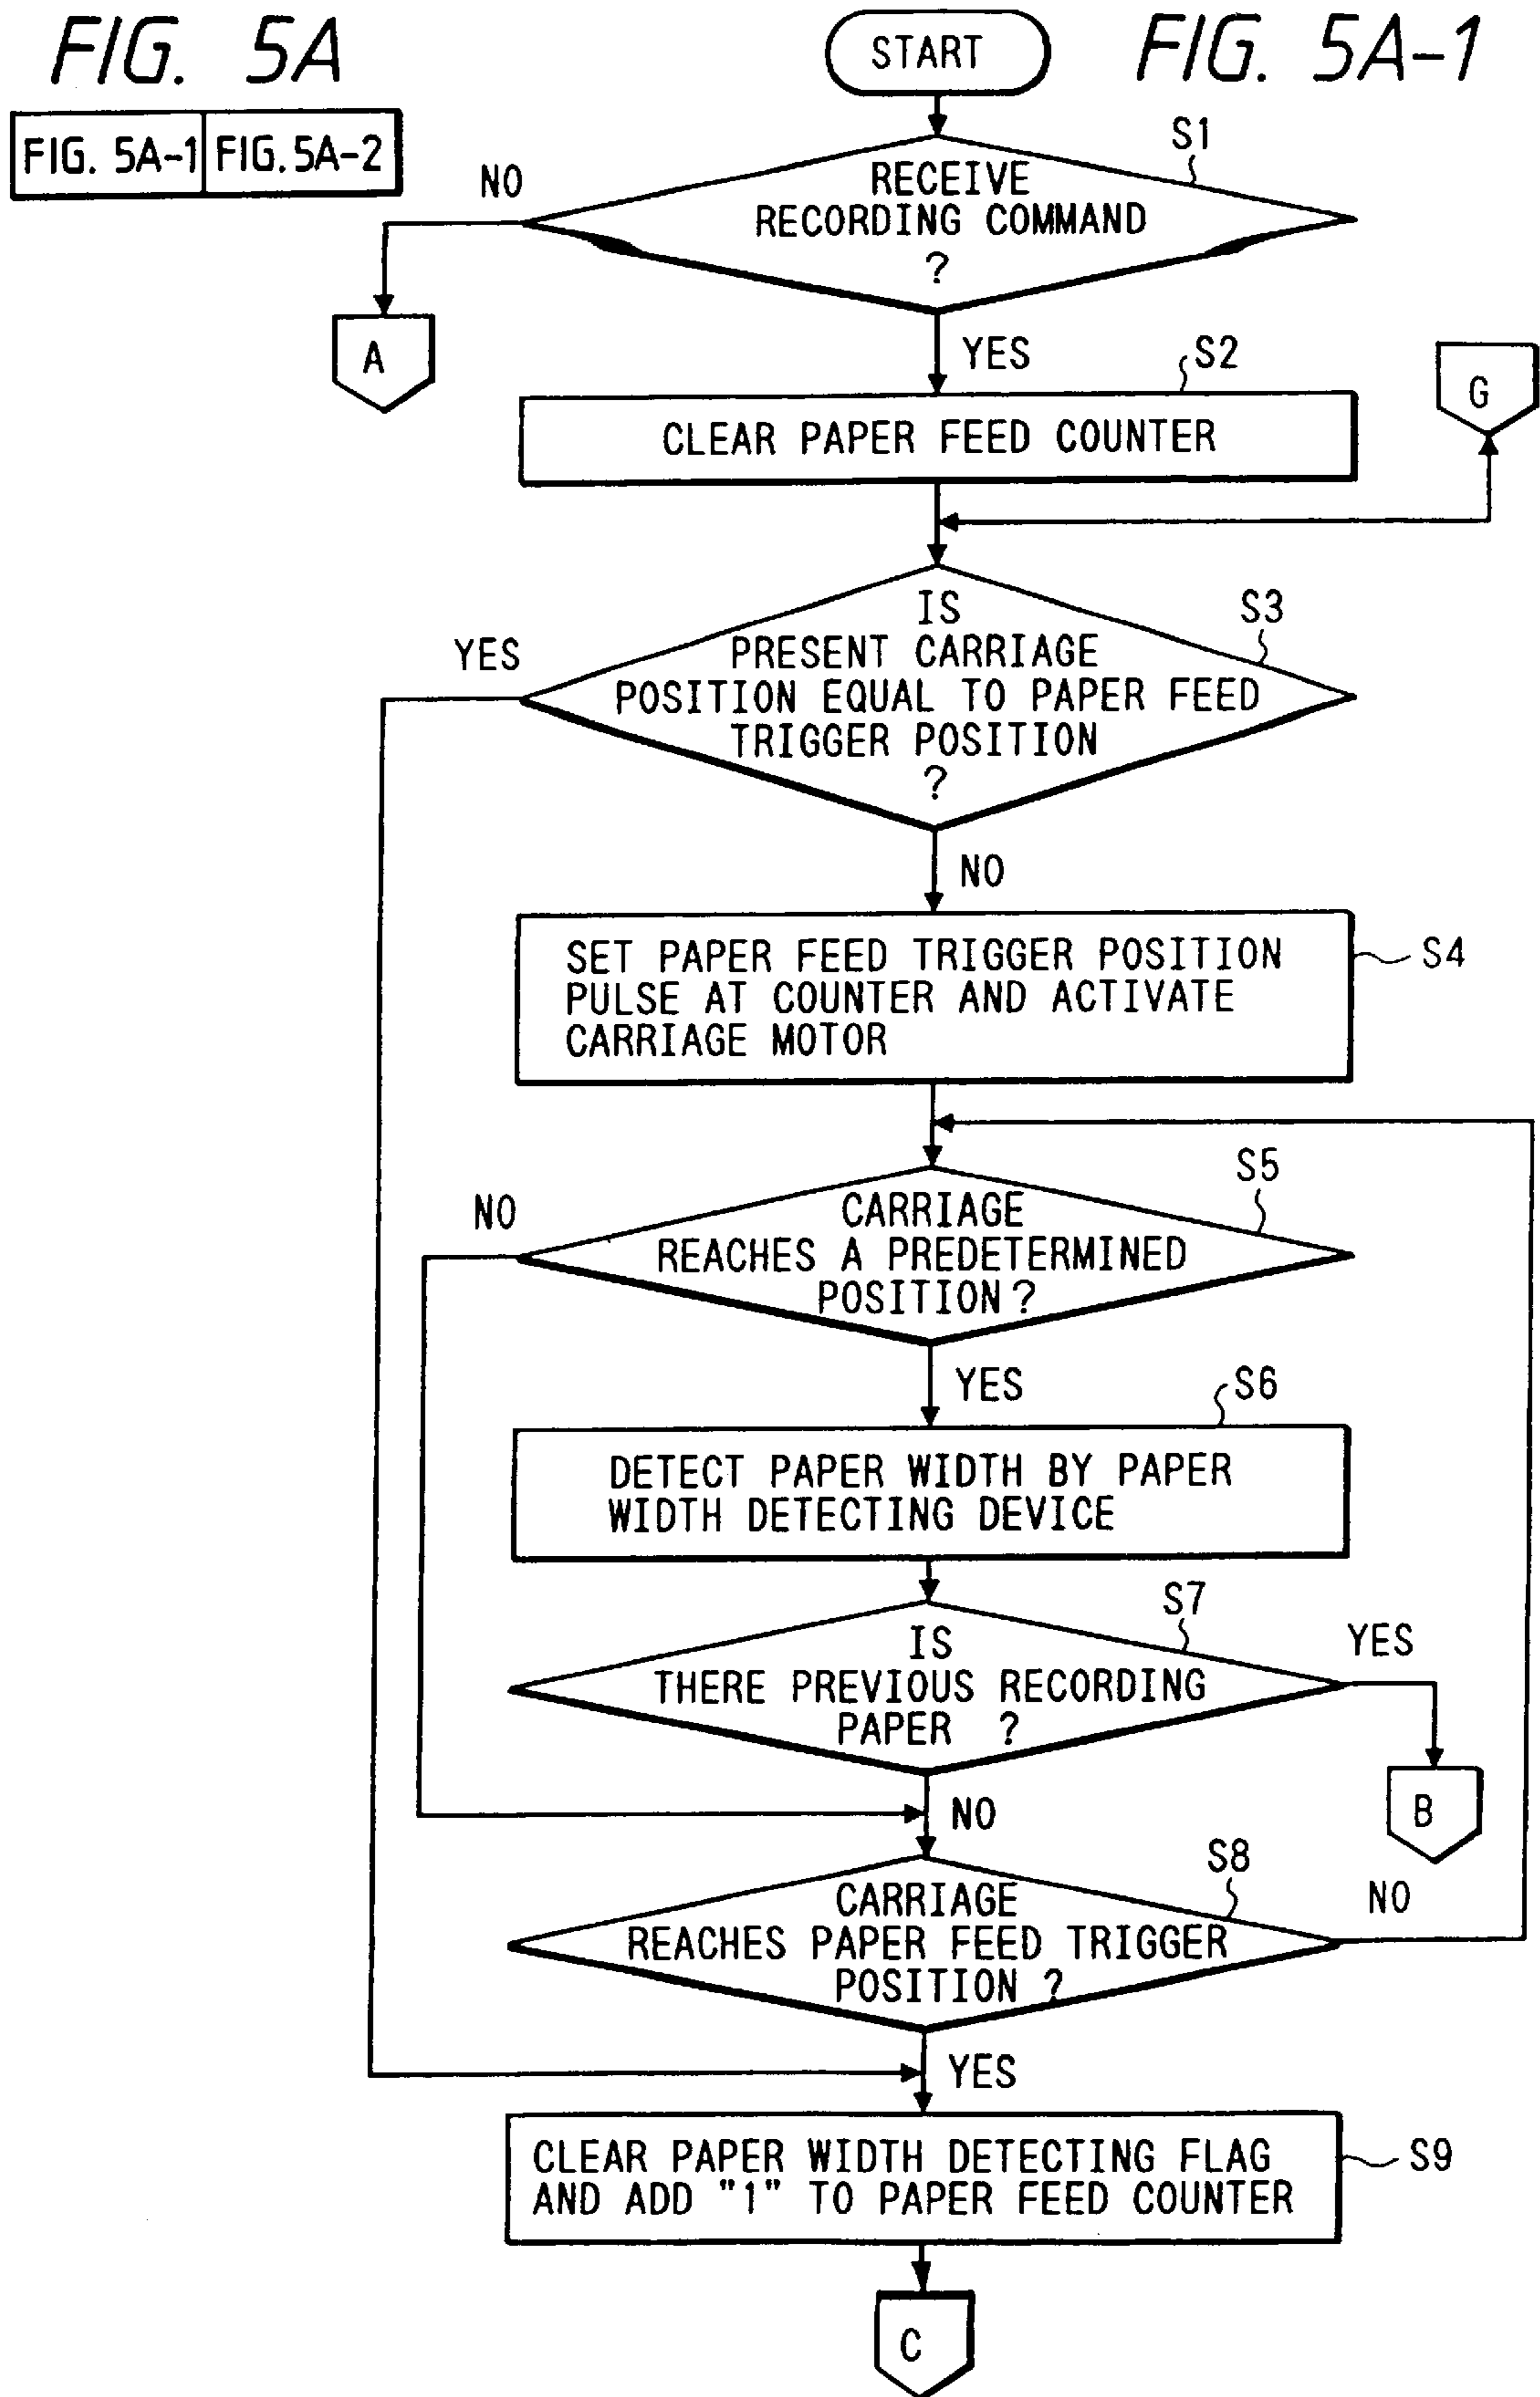 FIG. 5A
FIG. 5A-1
FIG. 5A-1
FIG. 5A-2
START
S1
NO
RECEIVE
RECORDING COMMAND
?
A
YES
S2
G
CLEAR PAPER FEED COUNTER
S3
YES
IS
PRESENT CARRIAGE
POSITION EQUAL TO PAPER FEED
TRIGGER POSITION
?
NO
SET PAPER FEED TRIGGER POSITION
PULSE AT COUNTER AND ACTIVATE
CARRIAGE MOTOR
S4
S5
NO
CARRIAGE
REACHES A PREDETERMINED
POSITION ?
YES
S6
DETECT PAPER WIDTH BY PAPER
WIDTH DETECTING DEVICE
S7
YES
IS
THERE PREVIOUS RECORDING
PAPER ?
B
NO
S8
NO
CARRIAGE
REACHES PAPER FEED TRIGGER
POSITION ?
YES
CLEAR PAPER WIDTH DETECTING FLAG
AND ADD "1" TO PAPER FEED COUNTER
S9
C